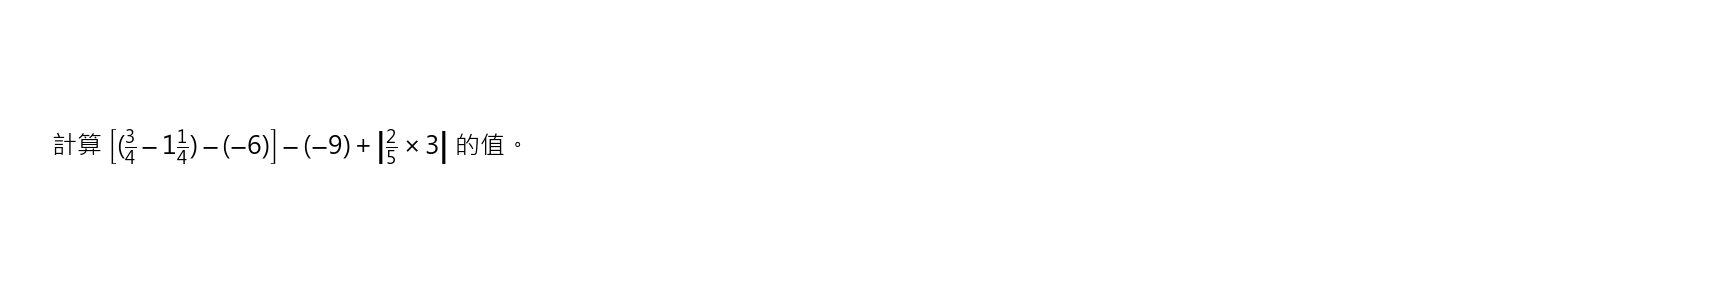 計算 [(3/4 − 1 1/4) − (−6)] − (−9) + |2/5 × 3| 的值。